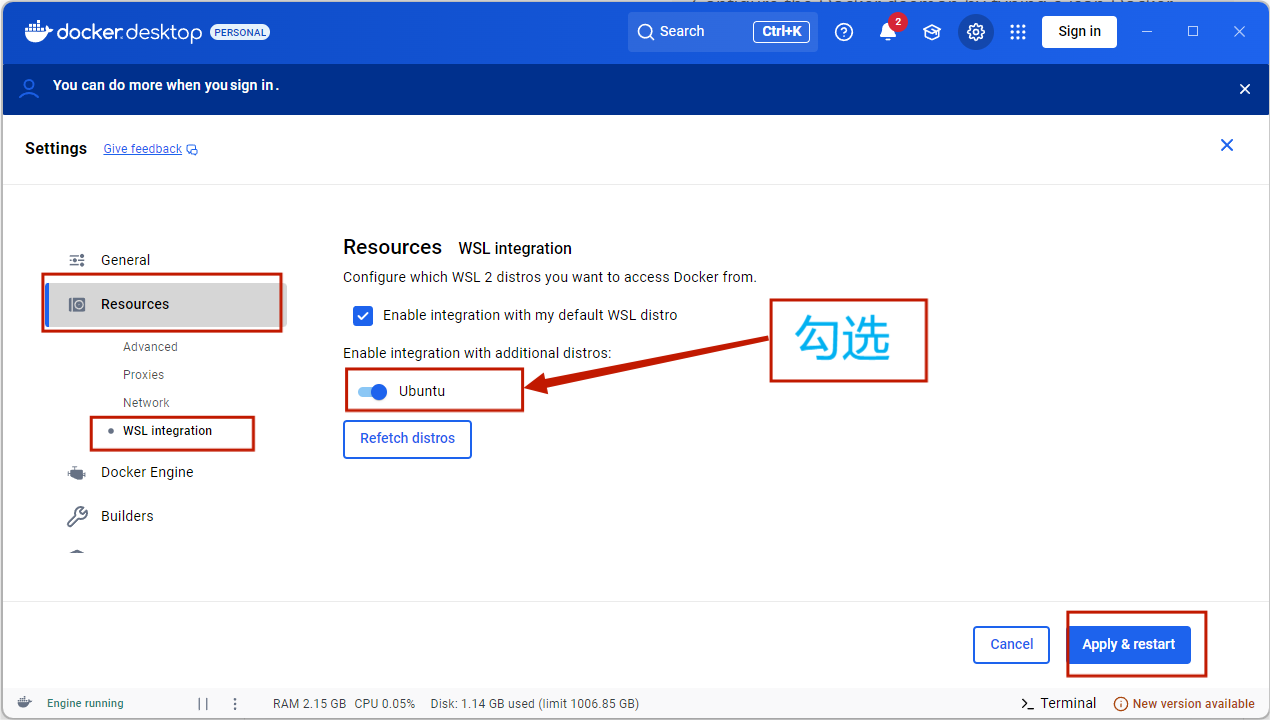 docker.desktop PERSONAL
Search Ctrl+K
2
Sign in
You can do more when you sign in.
Settings Give feedback
General
Resources
Advanced
Proxies
Network
WSL integration
Docker Engine
Builders
Resources WSL integration
Configure which WSL 2 distros you want to access Docker from.
Enable integration with my default WSL distro
Enable integration with additional distros:
Ubuntu
Refetch distros
勾选
Cancel Apply & restart
Engine running RAM 2.15 GB CPU 0.05% Disk: 1.14 GB used (limit 1006.85 GB) Terminal New version available